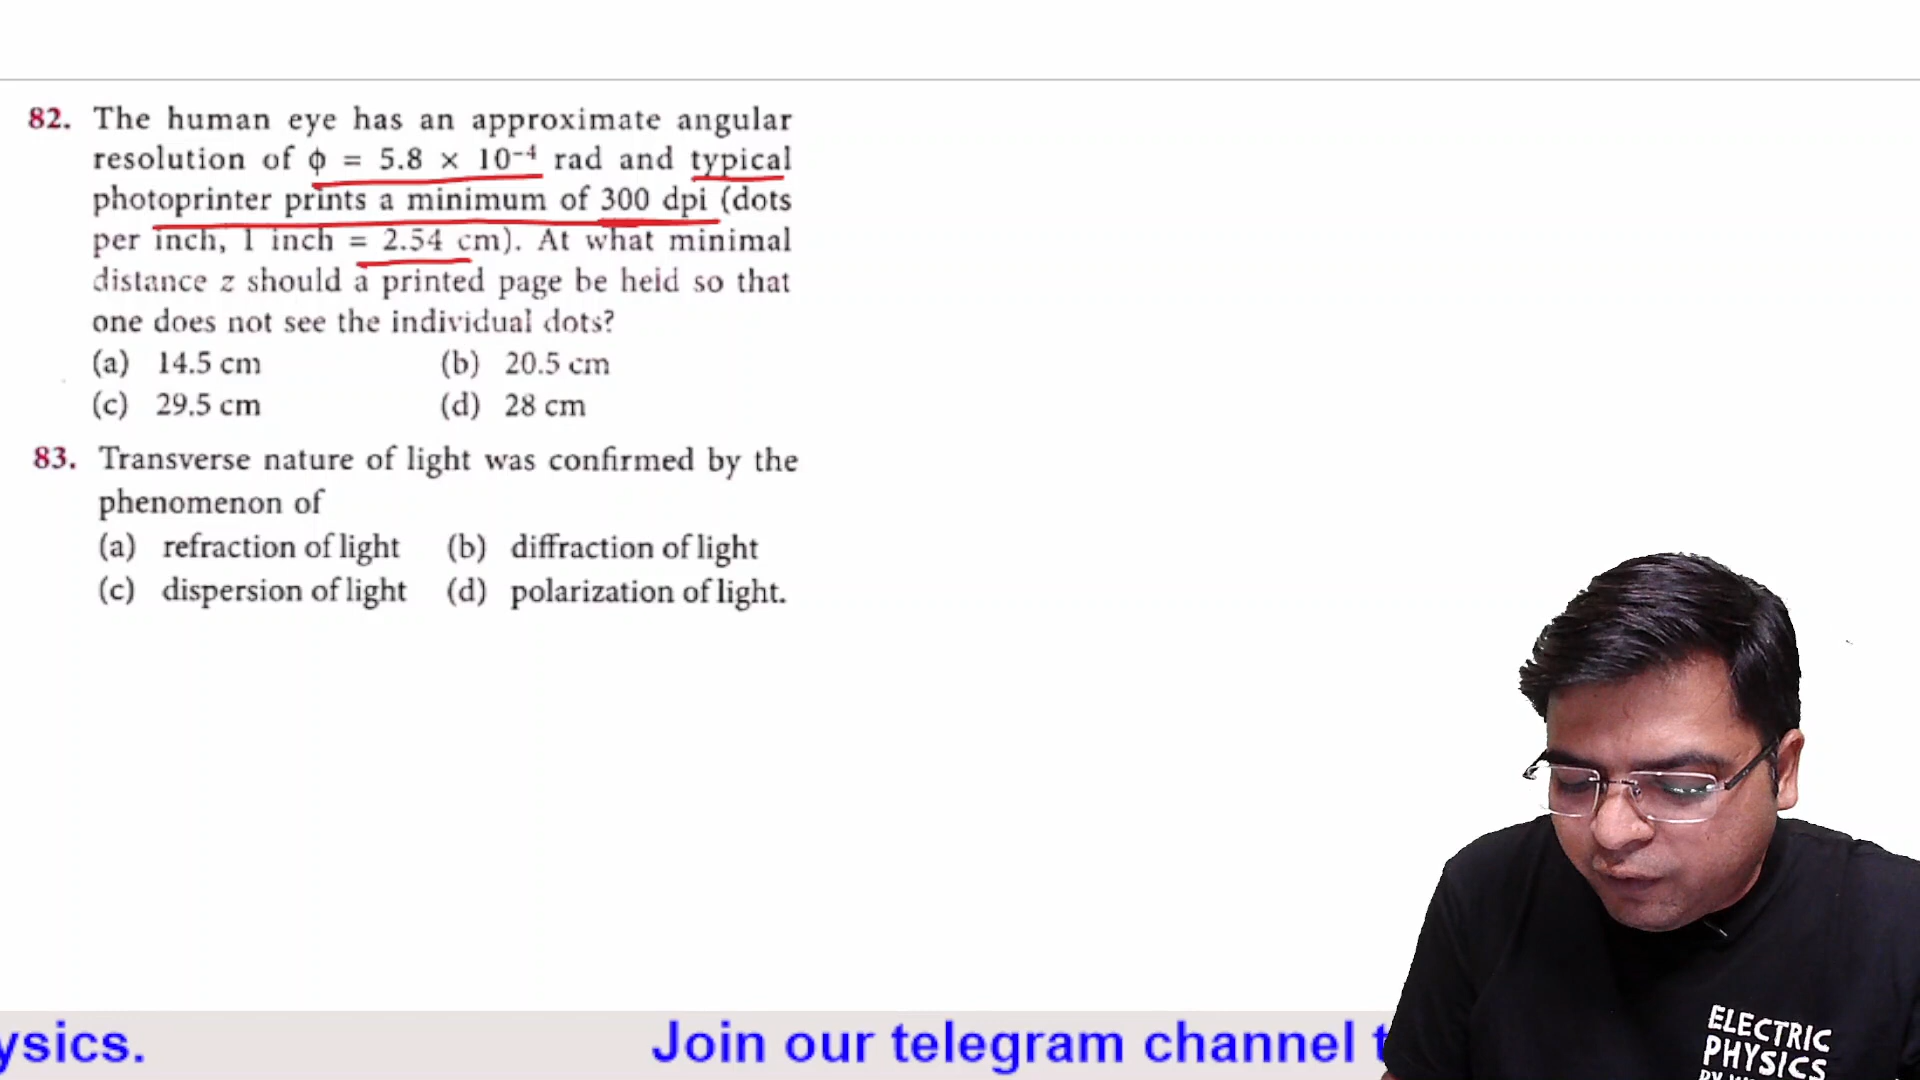 82. The human eye has an approximate angular
resolution of ϕ = 5.8 × 10⁻⁴ rad and typical
photoprinter prints a minimum of 300 dpi (dots
per inch, 1 inch = 2.54 cm). At what minimal
distance z should a printed page be held so that
one does not see the individual dots?
(a) 14.5 cm (b) 20.5 cm
(c) 29.5 cm (d) 28 cm
83. Transverse nature of light was confirmed by the
phenomenon of
(a) refraction of light (b) diffraction of light
(c) dispersion of light (d) polarization of light.
ysics. Join our telegram channel t
ELECTRIC
PHYSICS